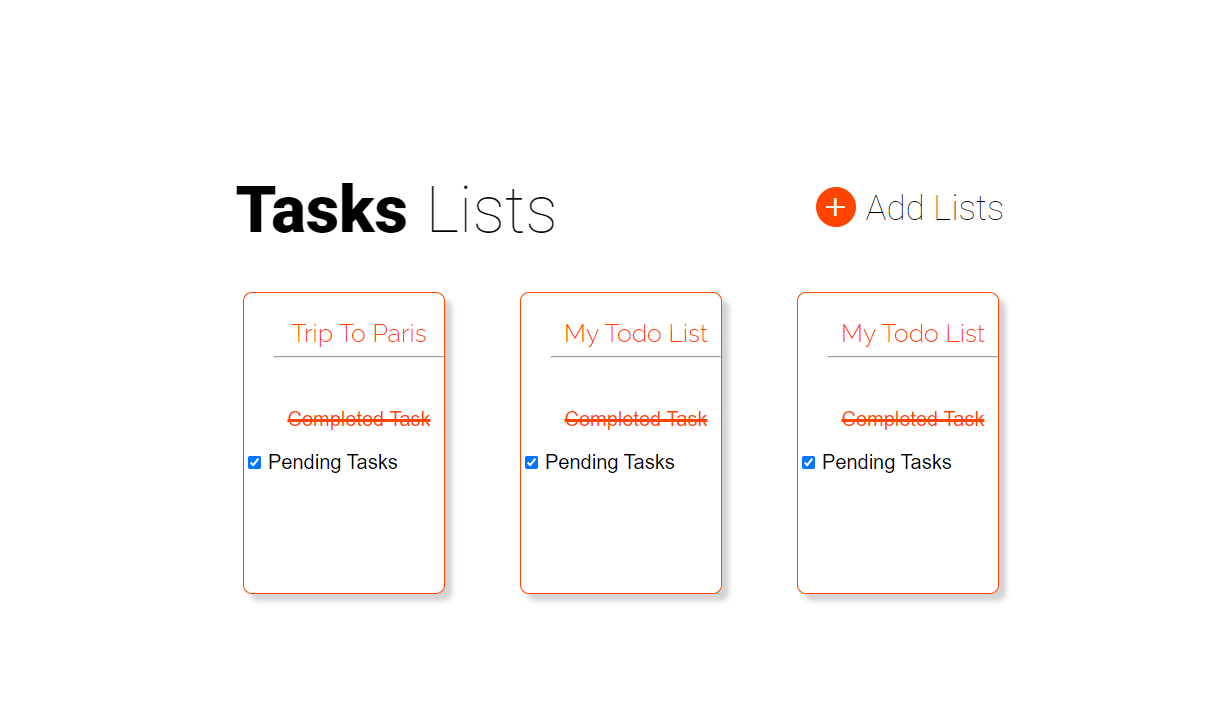 Tasks Lists
+ Add Lists
Trip To Paris
Completed Task
Pending Tasks
My Todo List
Completed Task
Pending Tasks
My Todo List
Completed Task
Pending Tasks